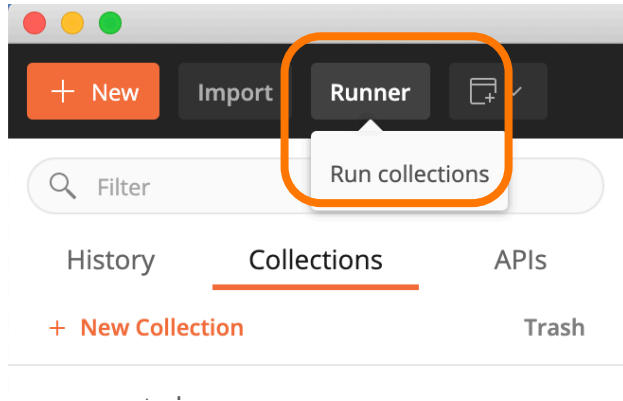 + New Import Runner
Run collections
Filter
History Collections APIs
+ New Collection Trash